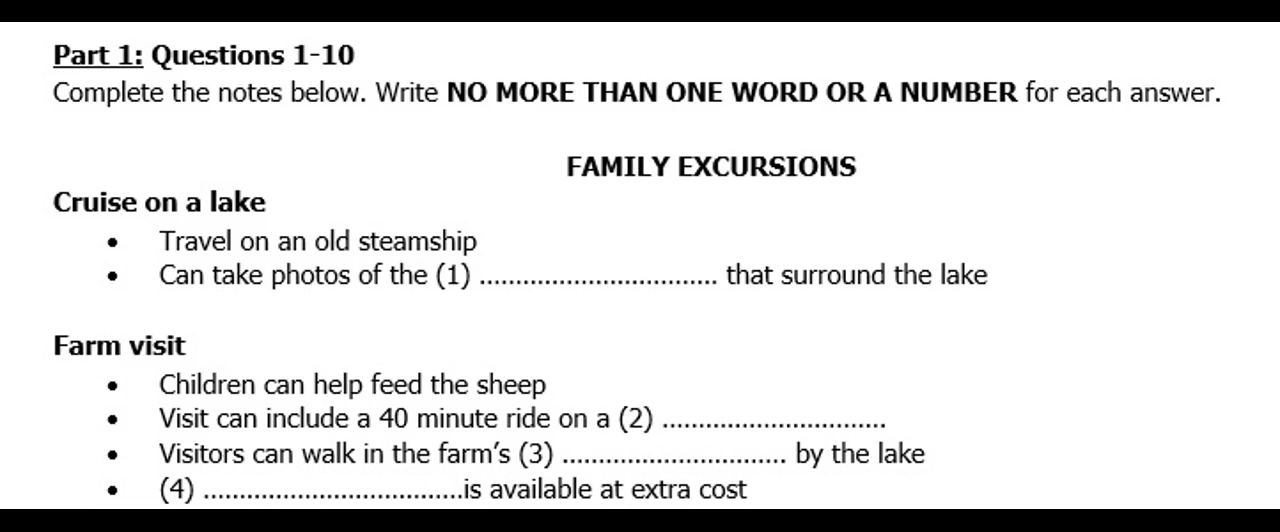 Part 1: Questions 1-10
Complete the notes below. Write NO MORE THAN ONE WORD OR A NUMBER for each answer.
FAMILY EXCURSIONS
Cruise on a lake
• Travel on an old steamship
• Can take photos of the (1) ................................. that surround the lake
Farm visit
• Children can help feed the sheep
• Visit can include a 40 minute ride on a (2) ...............................
• Visitors can walk in the farm's (3) ............................... by the lake
• (4) ....................................is available at extra cost